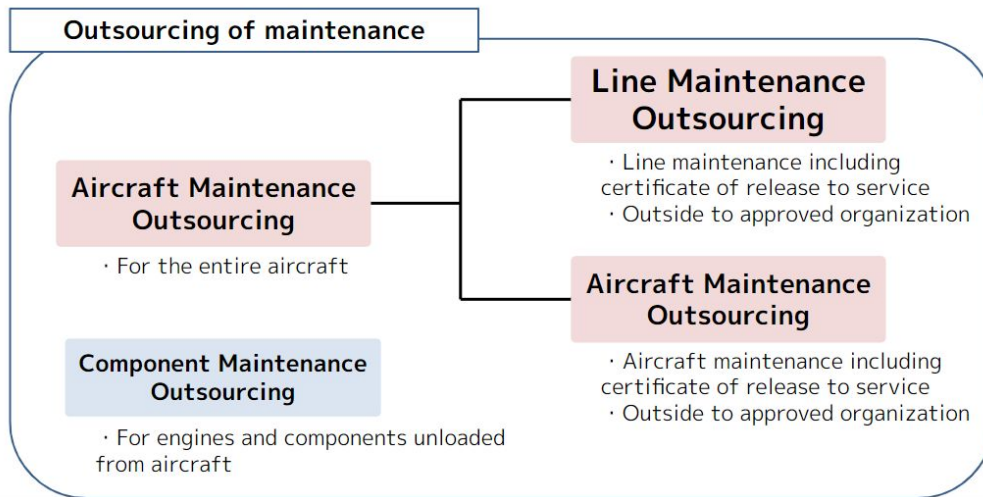 Outsourcing of maintenance
Aircraft Maintenance
Outsourcing
· For the entire aircraft
Component Maintenance
Outsourcing
· For engines and components unloaded
from aircraft
Line Maintenance
Outsourcing
· Line maintenance including
certificate of release to service
· Outside to approved organization
Aircraft Maintenance
Outsourcing
· Aircraft maintenance including
certificate of release to service
· Outside to approved organization